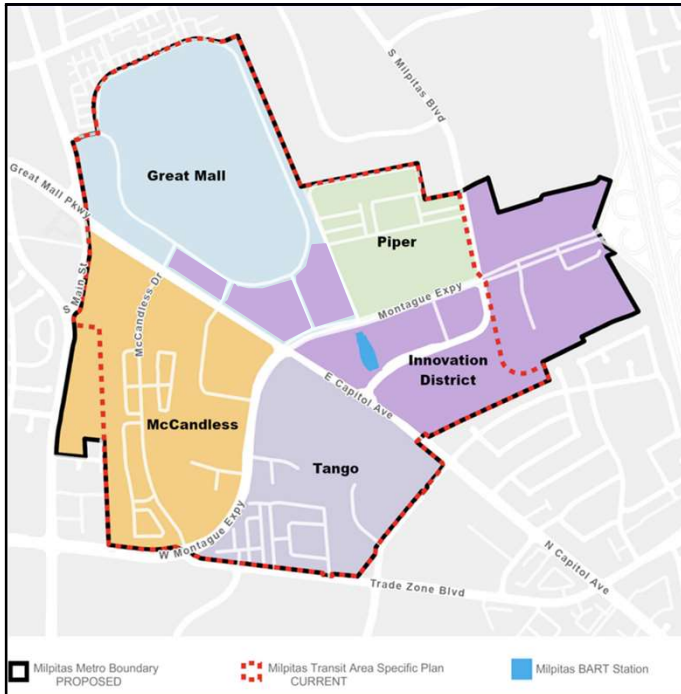 S Milpitas Blvd
Great Mall
Great Mall Pkwy
Piper
S Main St
McCandless Dr
Montague Expy
Innovation
District
E Capitol Ave
McCandless
Tango
W Montague Expy
N Capitol Ave
Trade Zone Blvd
Milpitas Metro Boundary
PROPOSED
Milpitas Transit Area Specific Plan
CURRENT
Milpitas BART Station